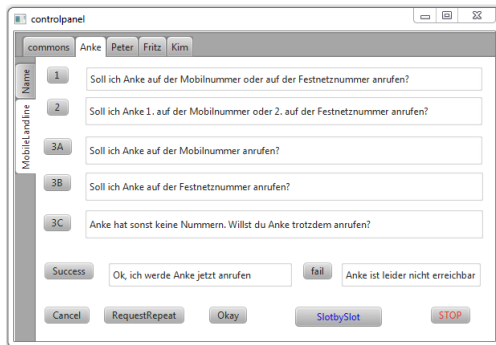 controlpanel
commons Anke Peter Fritz Kim
Name
MobileLandline
1 Soll ich Anke auf der Mobilnummer oder auf der Festnetznummer anrufen?
2 Soll ich Anke 1. auf der Mobilnummer oder 2. auf der Festnetznummer anrufen?
3A Soll ich Anke auf der Mobilnummer anrufen?
3B Soll ich Anke auf der Festnetznummer anrufen?
3C Anke hat sonst keine Nummern. Willst du Anke trotzdem anrufen?
Success Ok, ich werde Anke jetzt anrufen fail Anke ist leider nicht erreichbar
Cancel RequestRepeat Okay SlotbySlot STOP